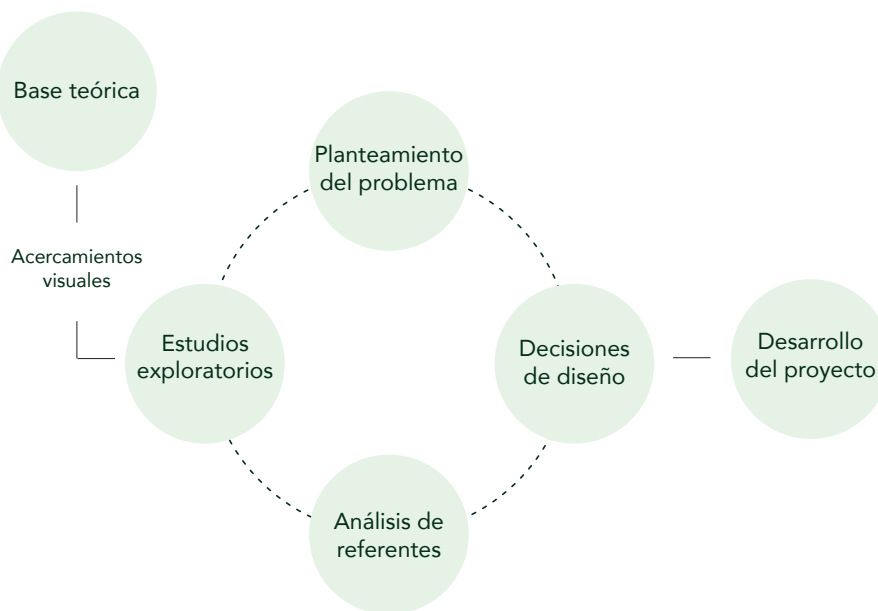 Base teórica
Planteamiento
del problema
Acercamientos
visuales
Estudios
exploratorios
Decisiones
de diseño
Desarrollo
del proyecto
Análisis de
referentes